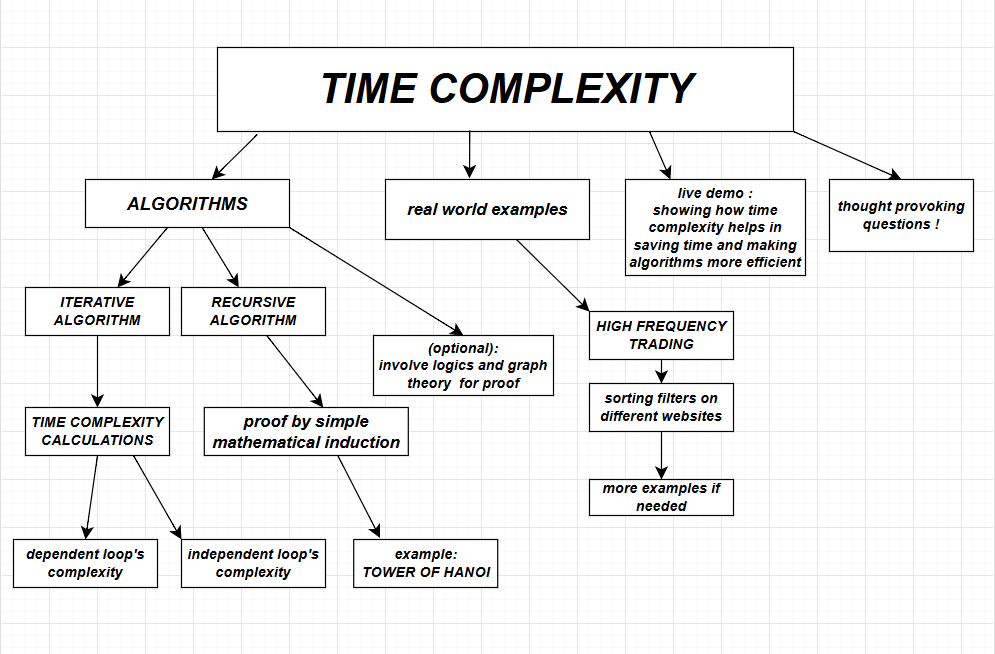 TIME COMPLEXITY
ALGORITHMS
real world examples
live demo :
showing how time
complexity helps in
saving time and making
algorithms more efficient
thought provoking
questions !
ITERATIVE
ALGORITHM
RECURSIVE
ALGORITHM
(optional):
involve logics and graph
theory for proof
HIGH FREQUENCY
TRADING
sorting filters on
different websites
TIME COMPLEXITY
CALCULATIONS
proof by simple
mathematical induction
more examples if
needed
dependent loop's
complexity
independent loop's
complexity
example:
TOWER OF HANOI